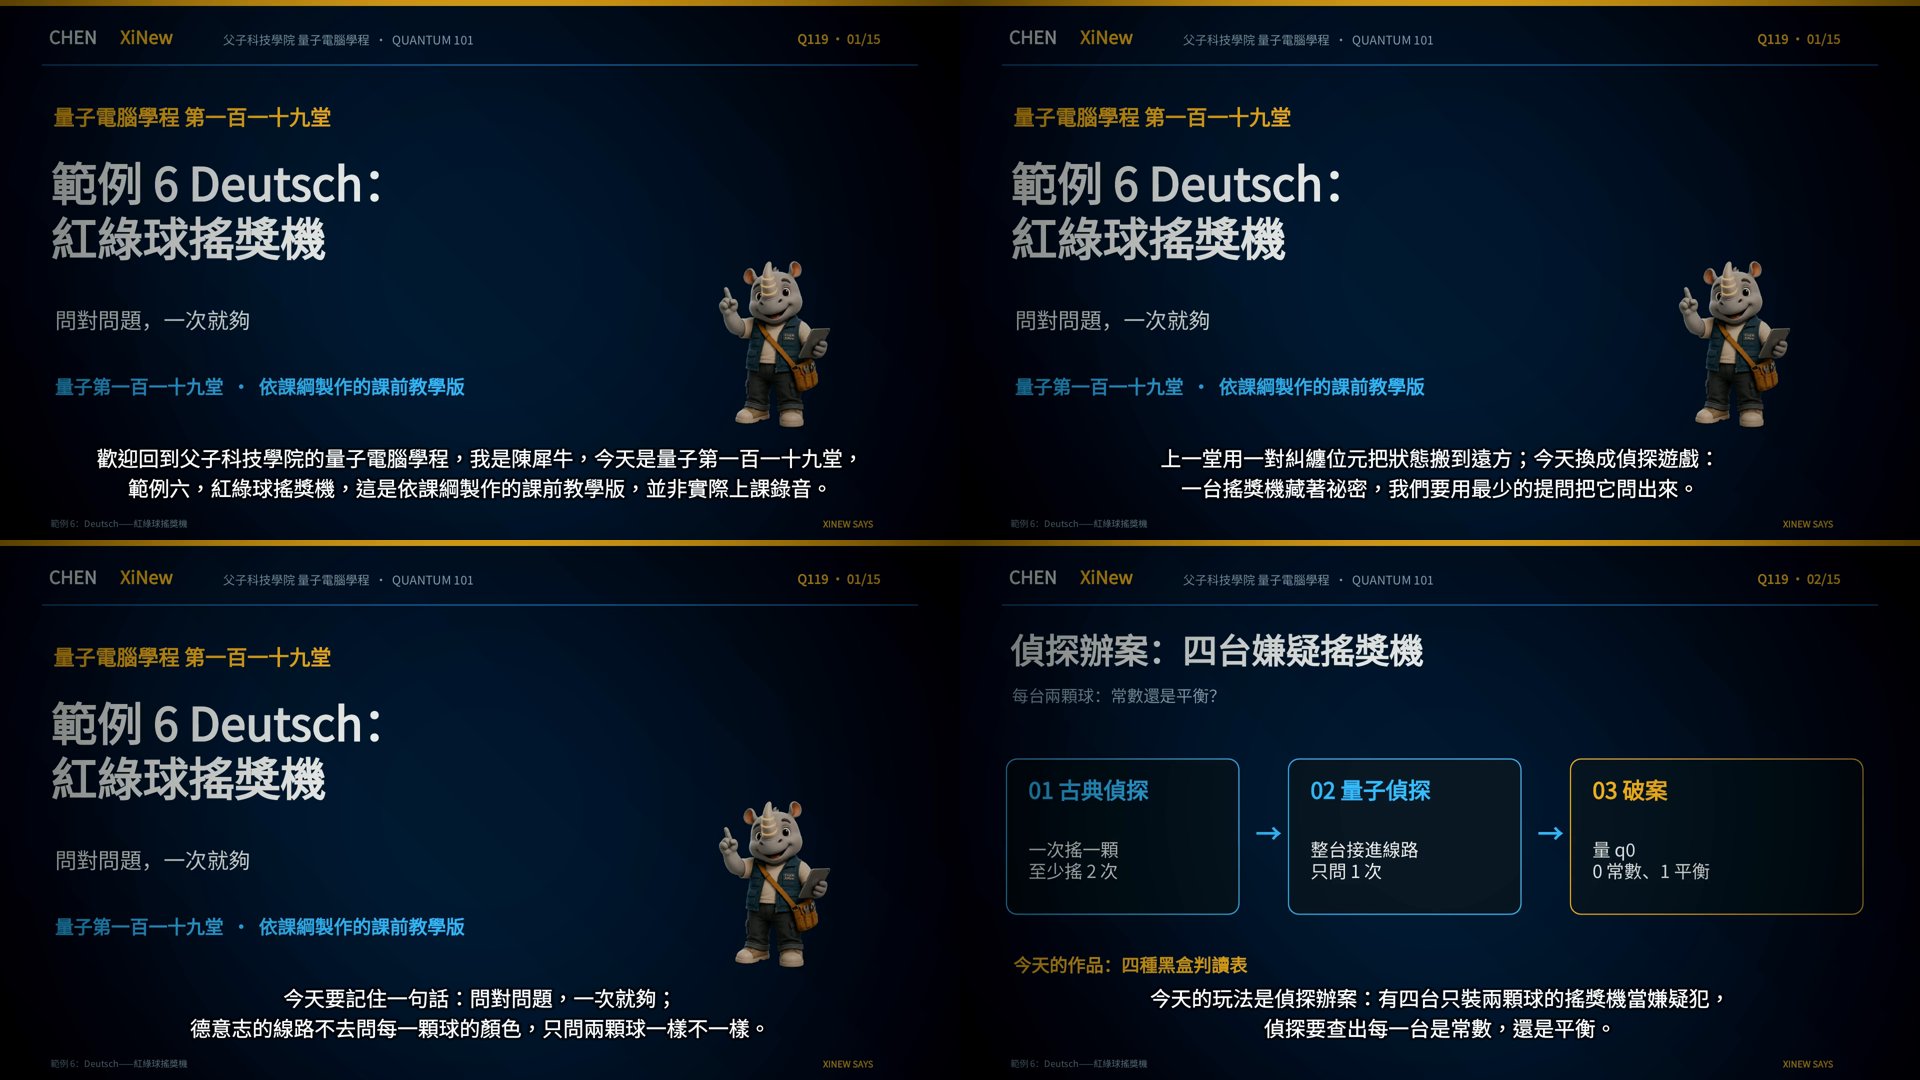 CHEN XiNew 父子科技學院 量子電腦學程 · QUANTUM 101 Q119 · 01/15
量子電腦學程 第一百一十九堂
範例 6 Deutsch：
紅綠球搖獎機
問對問題，一次就夠
量子第一百一十九堂 · 依課綱製作的課前教學版
歡迎回到父子科技學院的量子電腦學程，我是陳犀牛，今天是量子第一百一十九堂，
範例六，紅綠球搖獎機，這是依課綱製作的課前教學版，並非實際上課錄音。
範例 6：Deutsch——紅綠球搖獎機 XINEW SAYS
CHEN XiNew 父子科技學院 量子電腦學程 · QUANTUM 101 Q119 · 01/15
量子電腦學程 第一百一十九堂
範例 6 Deutsch：
紅綠球搖獎機
問對問題，一次就夠
量子第一百一十九堂 · 依課綱製作的課前教學版
上一堂用一對糾纏位元把狀態搬到遠方；今天換成偵探遊戲：
一台搖獎機藏著祕密，我們要用最少的提問把它問出來。
範例 6：Deutsch——紅綠球搖獎機 XINEW SAYS
CHEN XiNew 父子科技學院 量子電腦學程 · QUANTUM 101 Q119 · 01/15
量子電腦學程 第一百一十九堂
範例 6 Deutsch：
紅綠球搖獎機
問對問題，一次就夠
量子第一百一十九堂 · 依課綱製作的課前教學版
今天要記住一句話：問對問題，一次就夠；
德意志的線路不去問每一顆球的顏色，只問兩顆球一樣不一樣。
範例 6：Deutsch——紅綠球搖獎機 XINEW SAYS
CHEN XiNew 父子科技學院 量子電腦學程 · QUANTUM 101 Q119 · 02/15
偵探辦案：四台嫌疑搖獎機
每台兩顆球：常數還是平衡？
01 古典偵探
一次搖一顆
至少搖 2 次
→
02 量子偵探
整台接進線路
只問 1 次
→
03 破案
量 q0
0 常數、1 平衡
今天的作品：四種黑盒判讀表
今天的玩法是偵探辦案：有四台只裝兩顆球的搖獎機當嫌疑犯，
偵探要查出每一台是常數，還是平衡。
範例 6：Deutsch——紅綠球搖獎機 XINEW SAYS